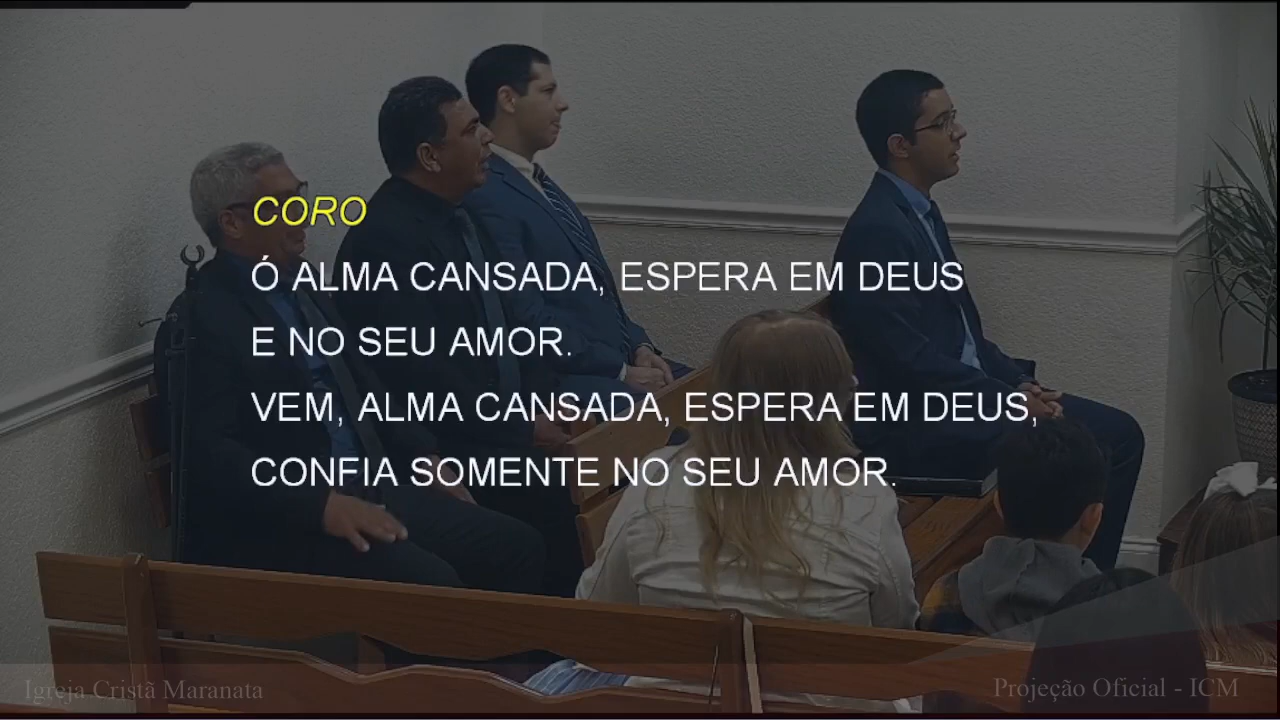 CORO
Ó ALMA CANSADA, ESPERA EM DEUS
E NO SEU AMOR.
VEM, ALMA CANSADA, ESPERA EM DEUS,
CONFIA SOMENTE NO SEU AMOR.
Igreja Cristã Maranata
Projeção Oficial - ICM